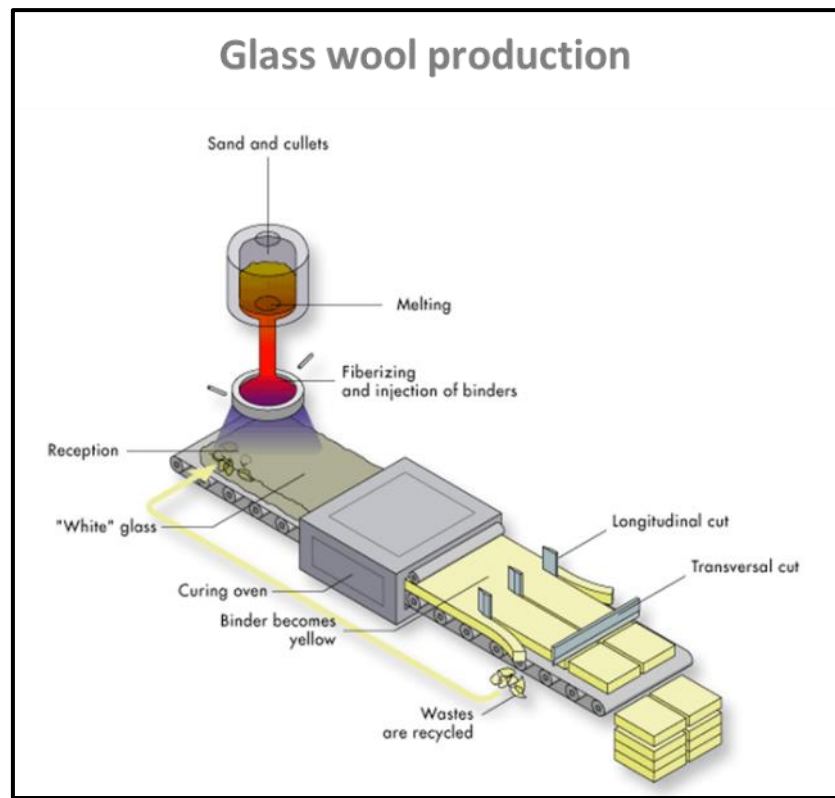 Glass wool production
Sand and cullets
Melting
Fiberizing
and injection of binders
Reception
"White" glass
Longitudinal cut
Transversal cut
Curing oven
Binder becomes
yellow
Wastes
are recycled